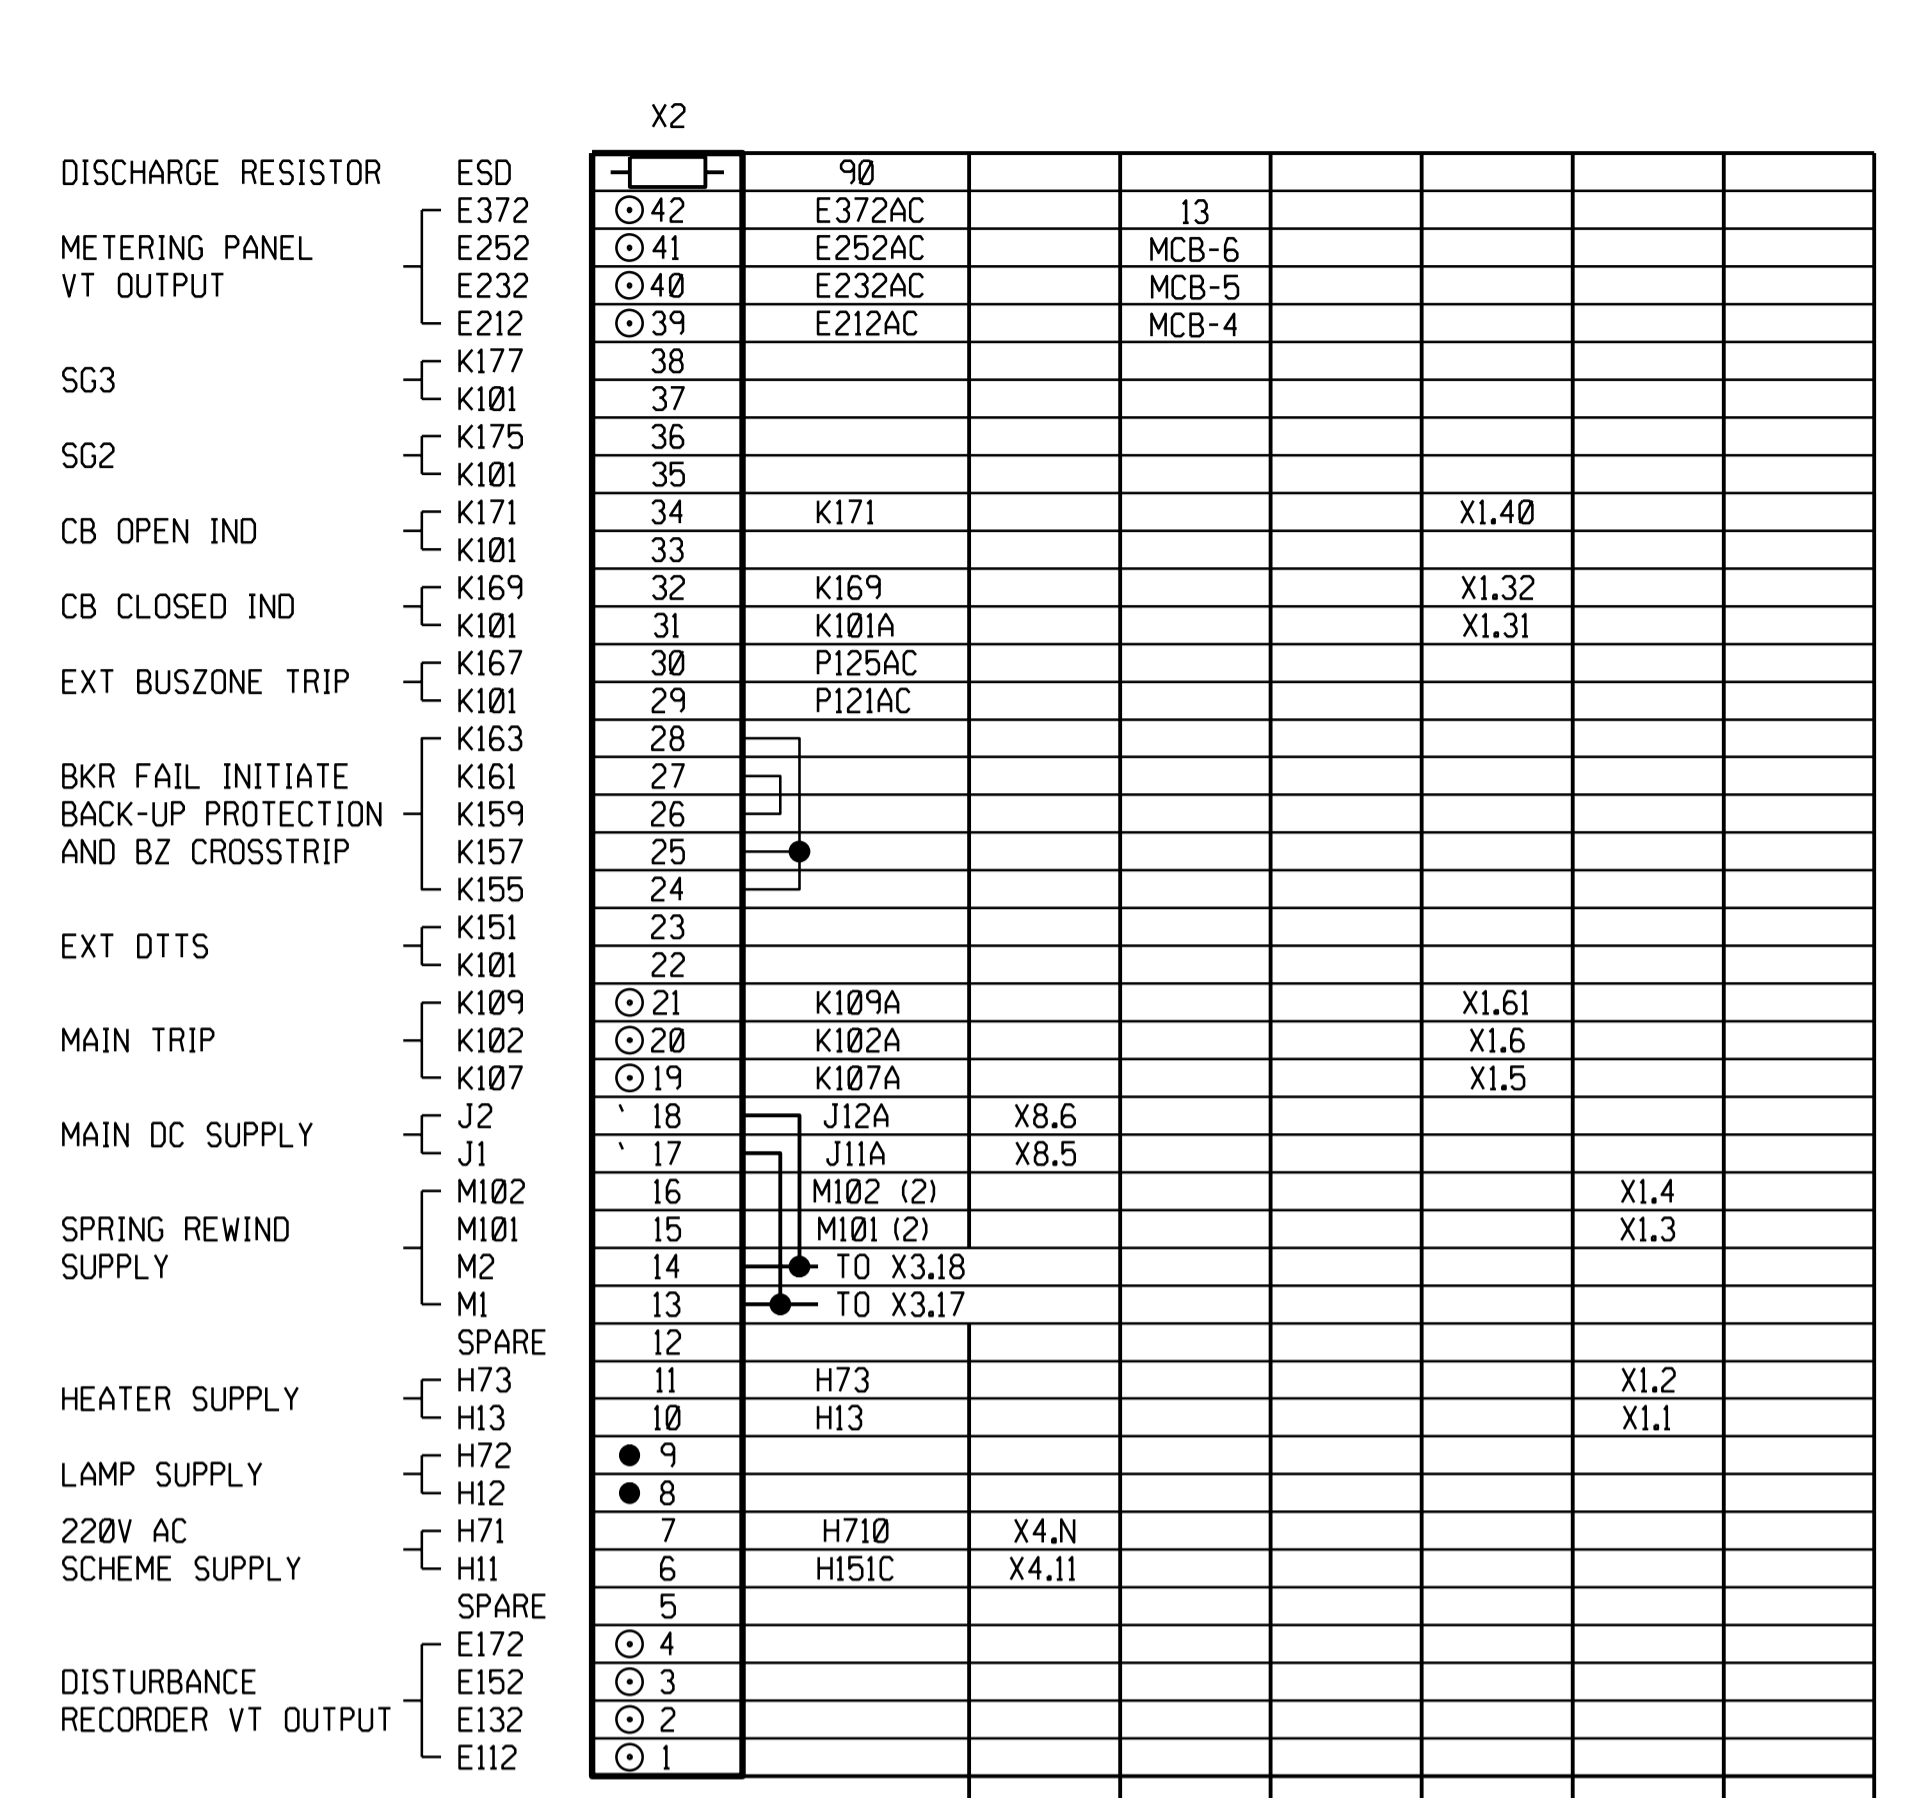 X2
DISCHARGE RESISTOR ESD 90
E372 42 E372AC 13
METERING PANEL E252 41 E252AC MCB-6
VT OUTPUT E232 40 E232AC MCB-5
E212 39 E212AC MCB-4
K177 38
SG3
K101 37
K175 36
SG2
K101 35
K171 34 K171 X1.40
CB OPEN IND
K101 33
K169 32 K169 X1.32
CB CLOSED IND
K101 31 K101A X1.31
K167 30 P125AC
EXT BUSZONE TRIP
K101 29 P121AC
K163 28
BKR FAIL INITIATE K161 27
BACK-UP PROTECTION K159 26
AND BZ CROSSTRIP K157 25
K155 24
K151 23
EXT DTTS
K101 22
K109 21 K109A X1.61
MAIN TRIP K102 20 K102A X1.6
K107 19 K107A X1.5
J2 ` 18 J12A X8.6
MAIN DC SUPPLY
J1 ` 17 J11A X8.5
M102 16 M102 (2) X1.4
SPRING REWIND M101 15 M101 (2) X1.3
SUPPLY M2 14 TO X3.18
M1 13 TO X3.17
SPARE 12
H73 11 H73 X1.2
HEATER SUPPLY
H13 10 H13 X1.1
H72 9
LAMP SUPPLY
H12 8
220V AC H71 7 H710 X4.N
SCHEME SUPPLY H11 6 H151C X4.11
SPARE 5
E172 4
DISTURBANCE E152 3
RECORDER VT OUTPUT E132 2
E112 1